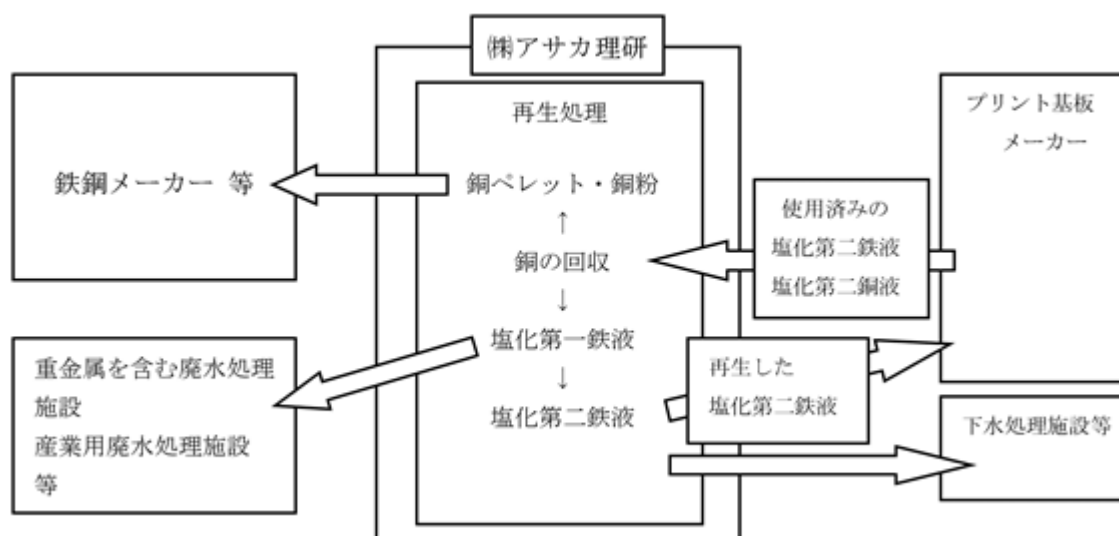 ㈱アサカ理研
鉄鋼メーカー 等
重金属を含む廃水処理
施設
産業用廃水処理施設
等
再生処理
銅ペレット・銅粉
↑
銅の回収
↓
塩化第一鉄液
↓
塩化第二鉄液
使用済みの
塩化第二鉄液
塩化第二銅液
再生した
塩化第二鉄液
プリント基板
メーカー
下水処理施設等